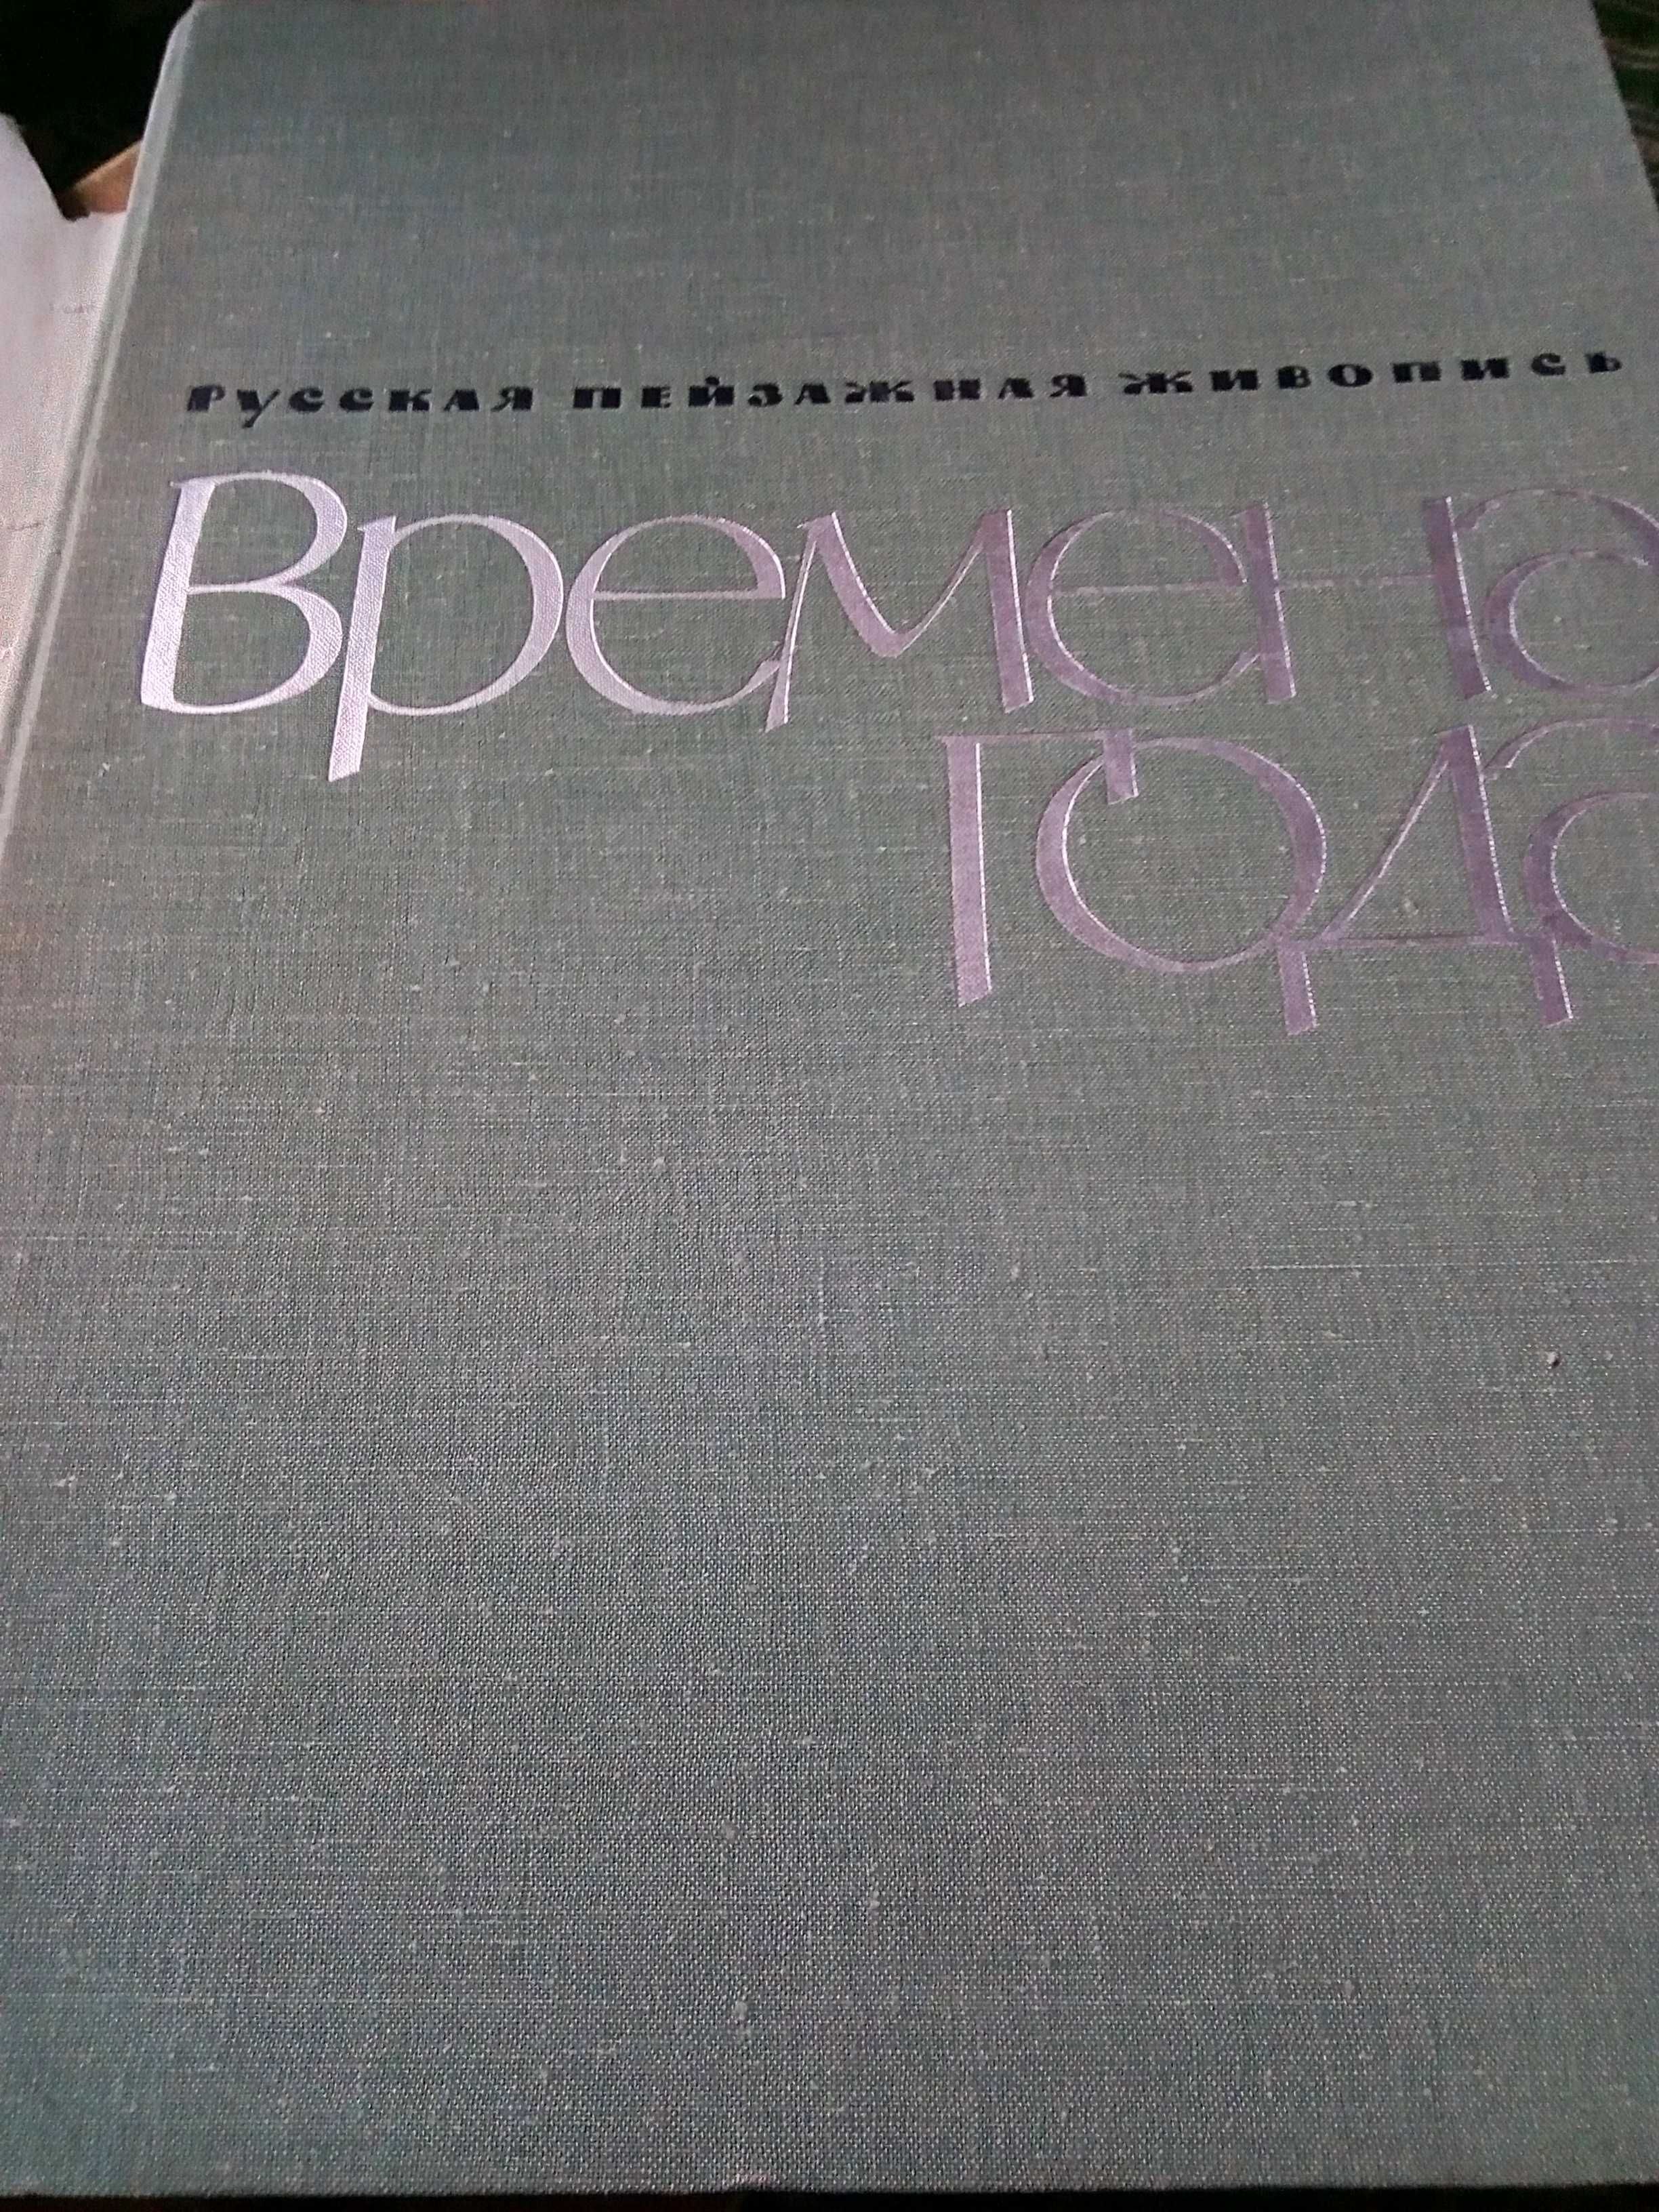 Русская пейзажная живопись
Времена
года